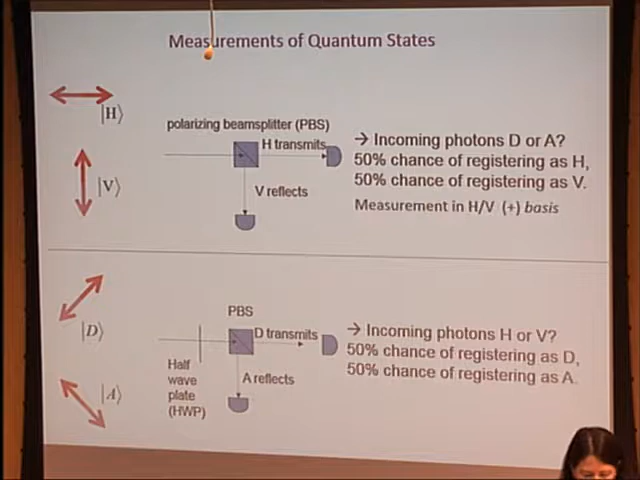 Measurements of Quantum States
|H⟩
|V⟩
polarizing beamsplitter (PBS)
H transmits
V reflects
→ Incoming photons D or A?
50% chance of registering as H,
50% chance of registering as V.
Measurement in H/V (+) basis
|D⟩
|A⟩
PBS
D transmits
Half
wave
plate
(HWP)
A reflects
→ Incoming photons H or V?
50% chance of registering as D,
50% chance of registering as A.